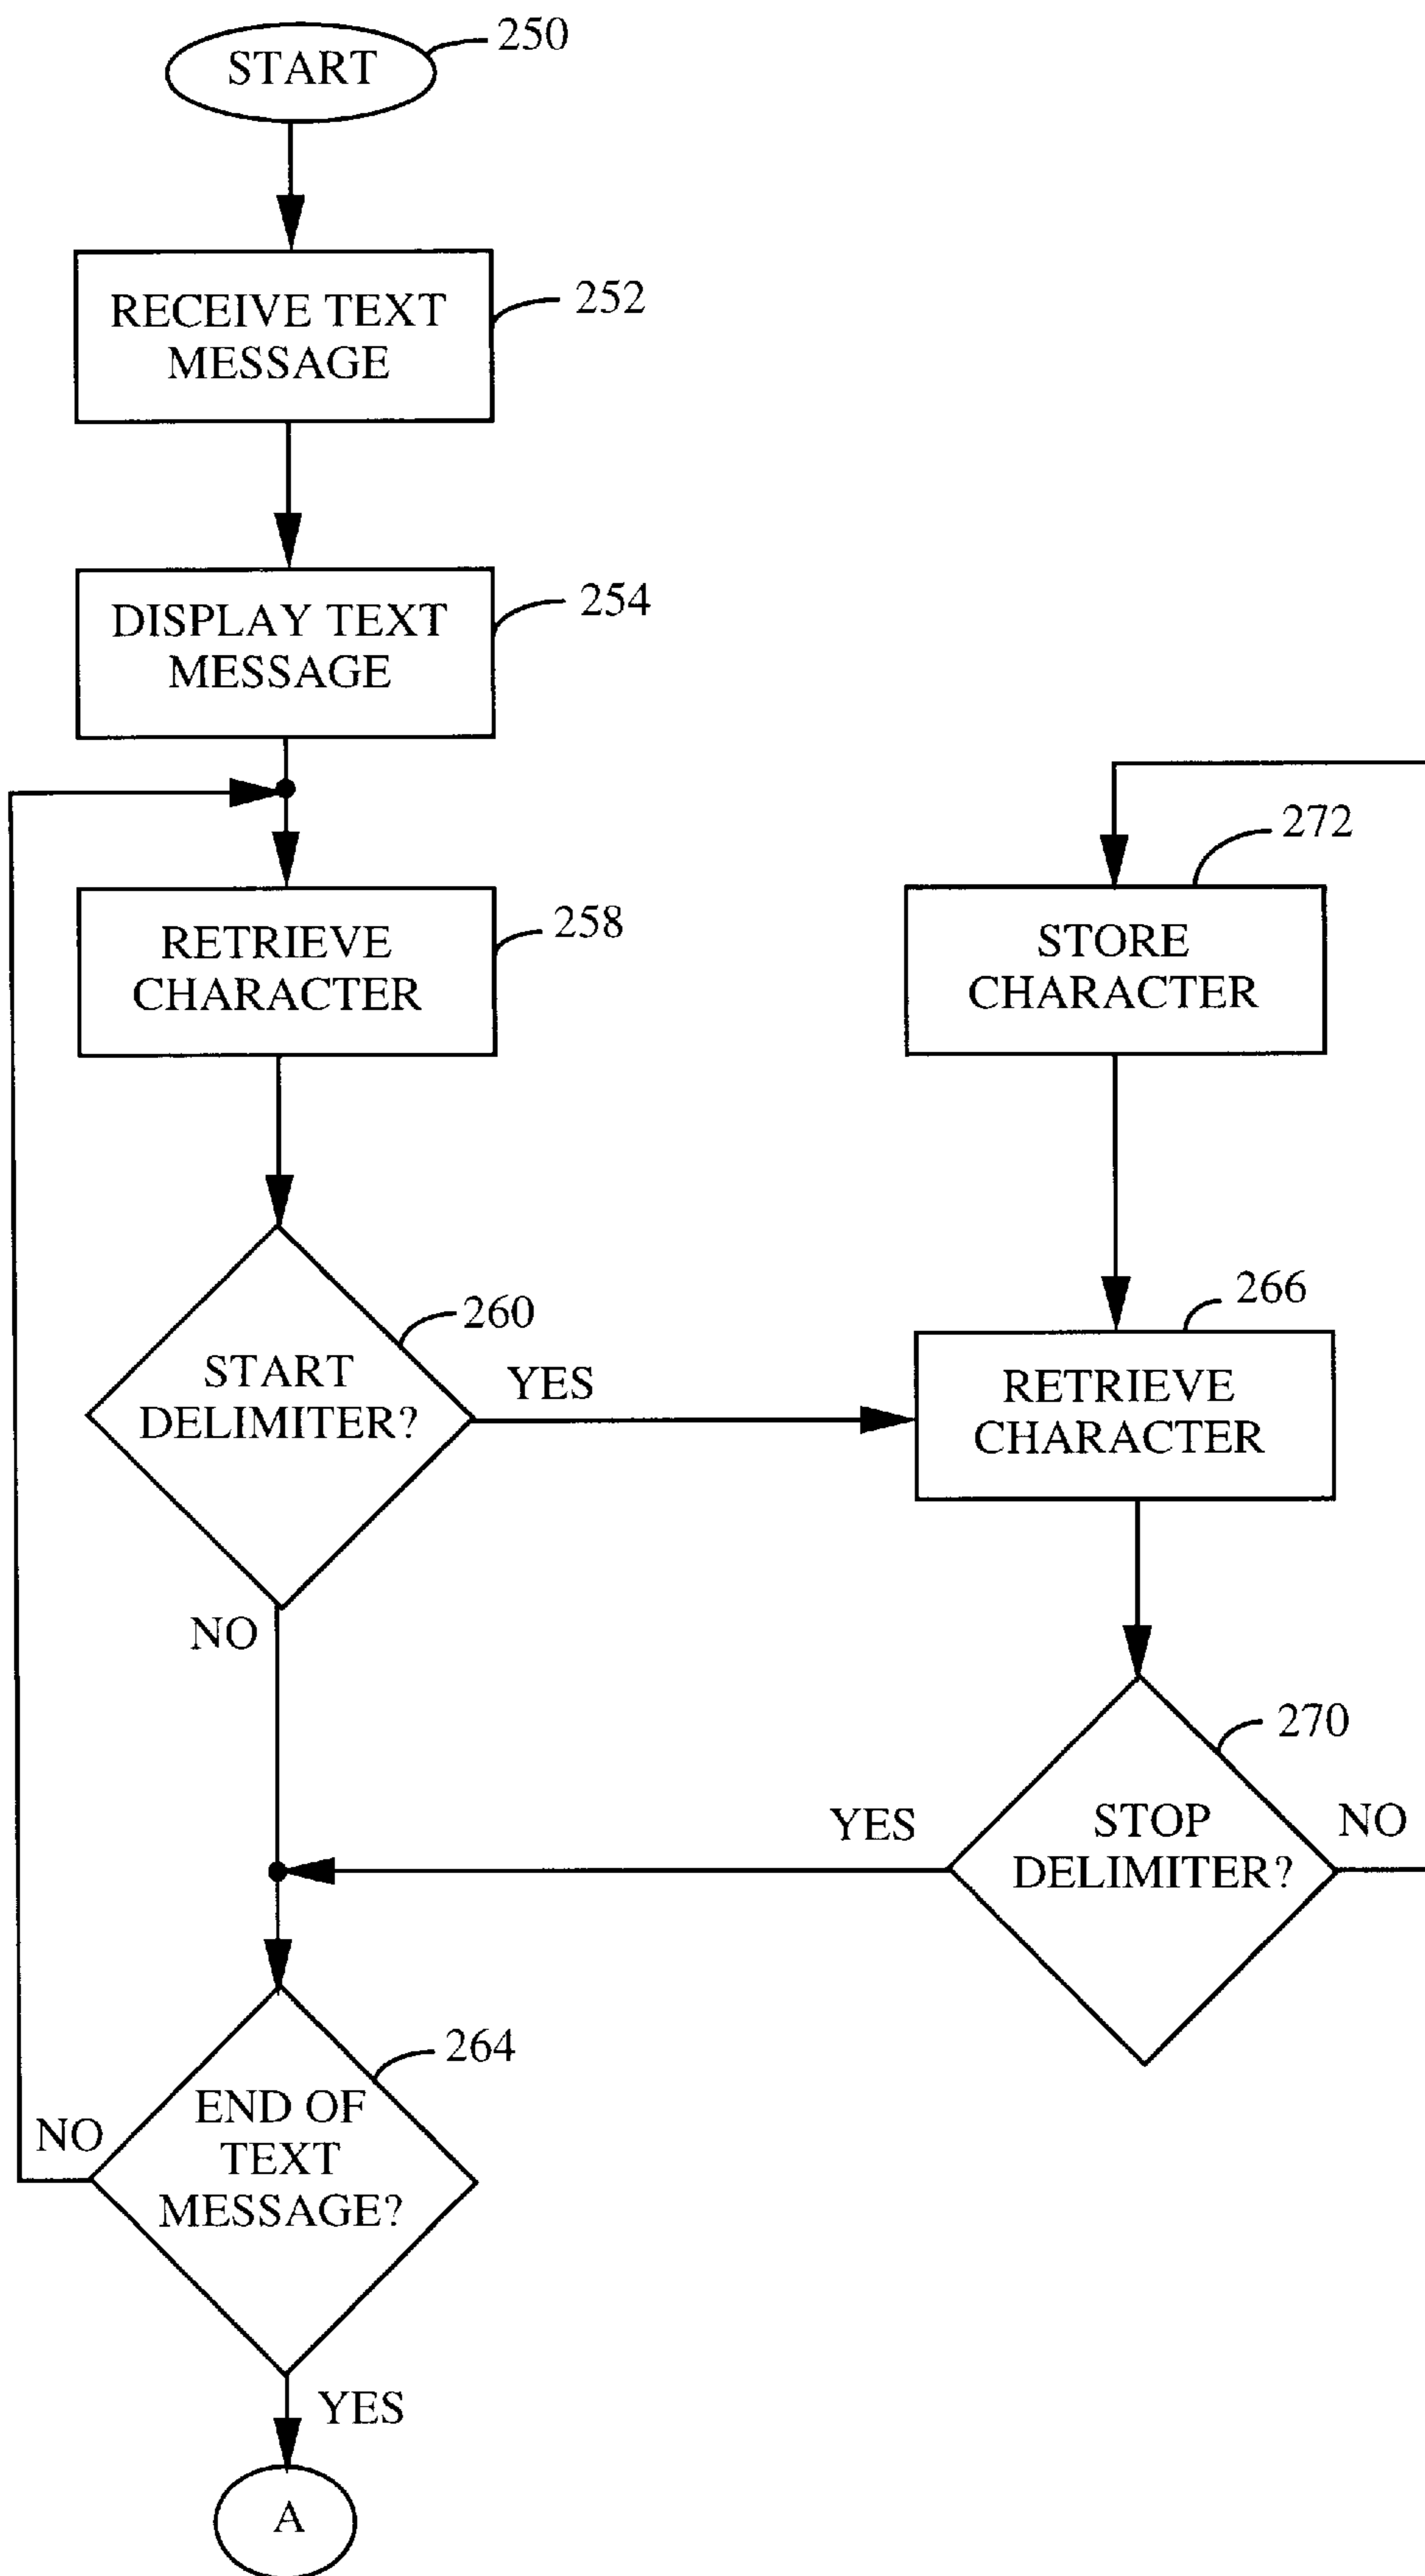 START
250
RECEIVE TEXT
MESSAGE
252
DISPLAY TEXT
MESSAGE
254
RETRIEVE
CHARACTER
258
STORE
CHARACTER
272
START
DELIMITER?
260
YES
NO
RETRIEVE
CHARACTER
266
STOP
DELIMITER?
270
YES
NO
END OF
TEXT
MESSAGE?
264
NO
YES
A